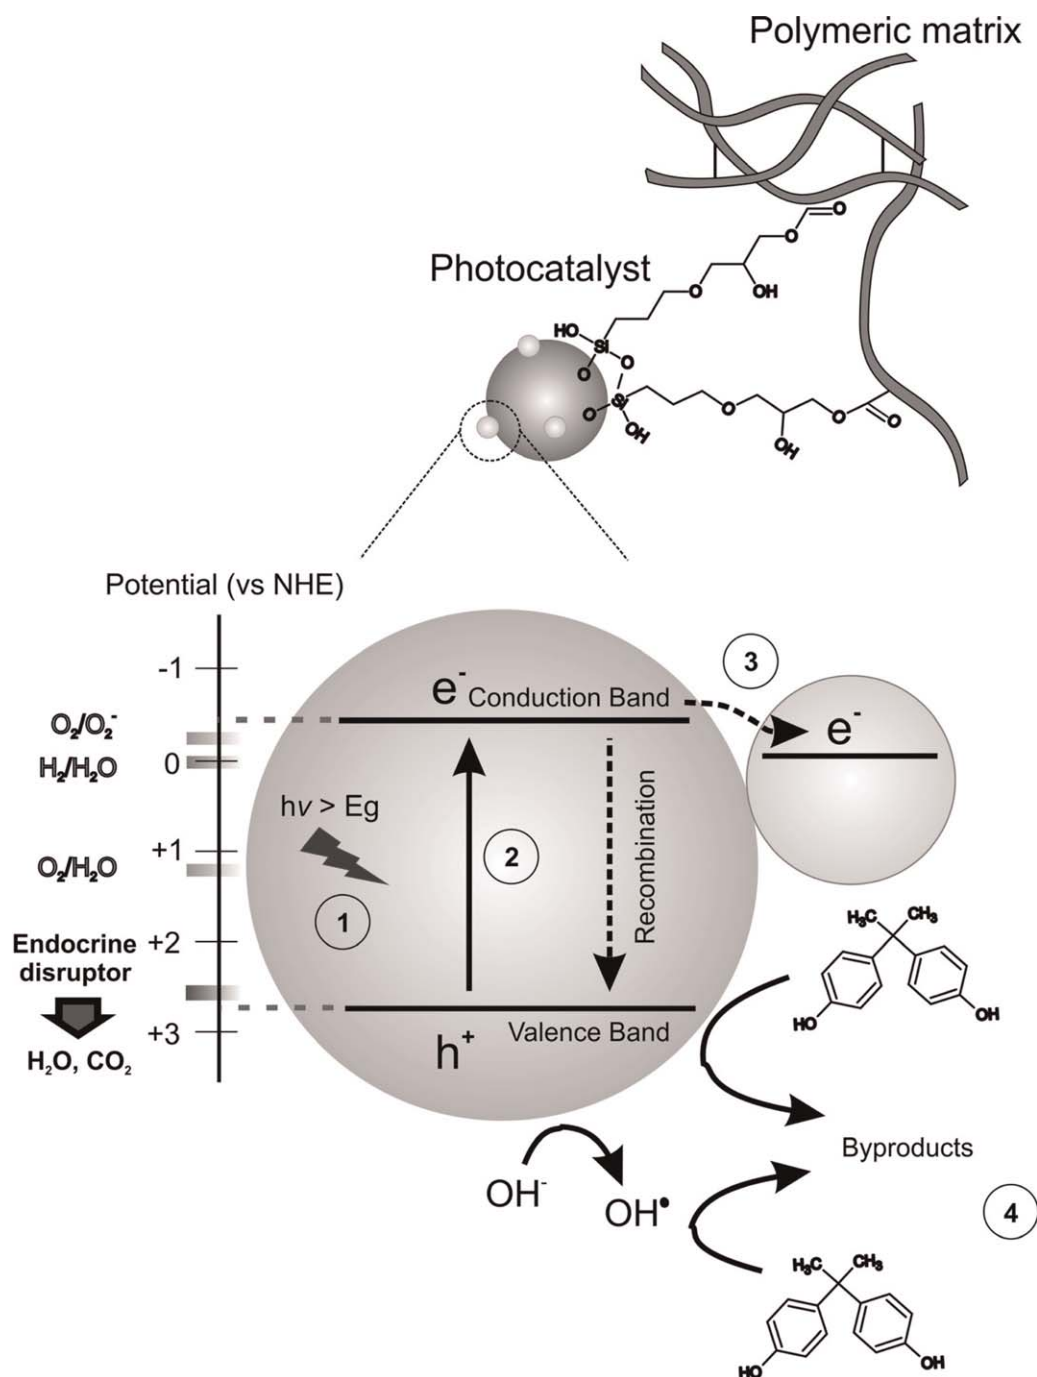 Polymeric matrix
Photocatalyst
O
O
OH
O
HO
Si
O
O
Si
O
OH
O
OH
O
O
Potential (vs NHE)
-1
0
+1
+2
+3
O₂/O₂⁻
H₂/H₂O
O₂/H₂O
Endocrine
disruptor
H₂O, CO₂
e⁻ Conduction Band
hν > Eg
1
2
Recombination
h⁺
Valence Band
3
e⁻
H₃C
CH₃
HO
OH
OH⁻
OH•
Byproducts
4
H₃C
CH₃
HO
OH